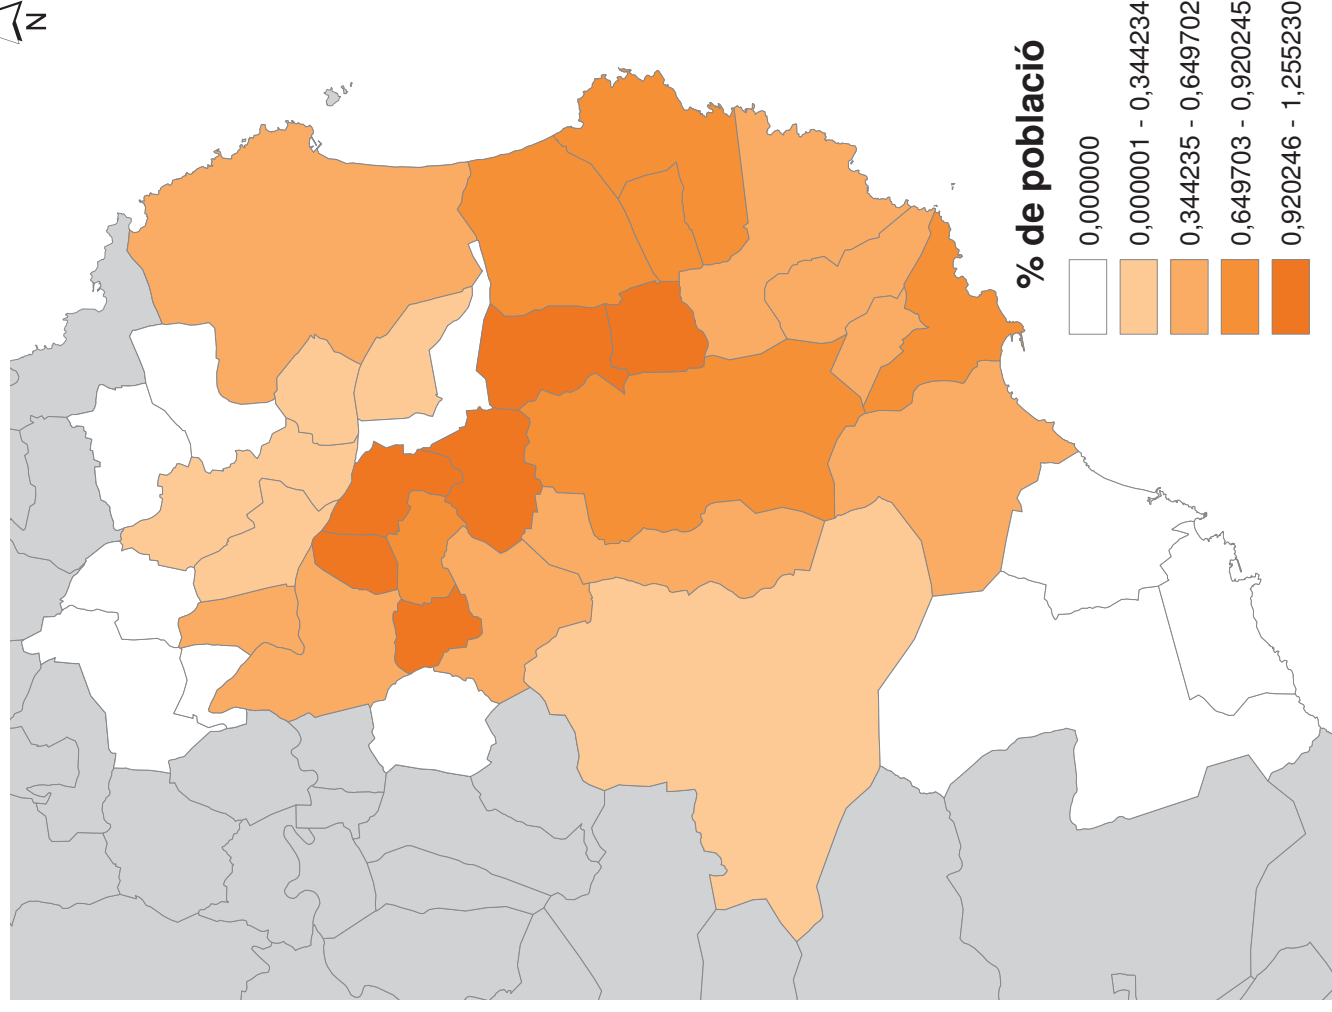 N
% de població
0,000000
0,000001 - 0,344234
0,344235 - 0,649702
0,649703 - 0,920245
0,920246 - 1,255230